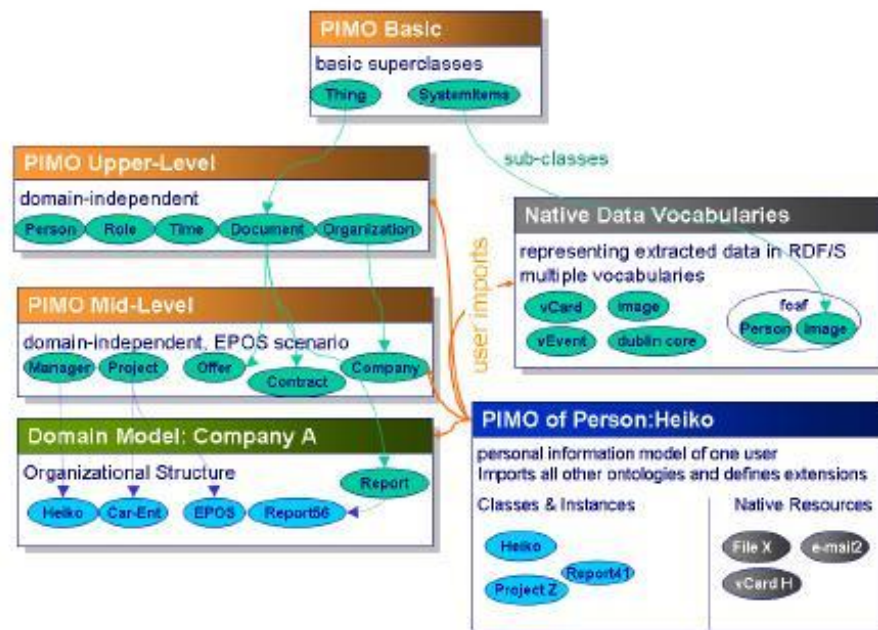 PIMO Basic
basic superclasses
Thing
SystemItems
sub-classes
PIMO Upper-Level
domain-independent
Person
Role
Time
Document
Organization
Native Data Vocabularies
representing extracted data in RDF/S
multiple vocabularies
vCard
image
vEvent
dublin core
foaf
Person
image
user imports
PIMO Mid-Level
domain-independent, EPOS scenario
Manager
Project
Offer
Contract
Company
Domain Model: Company A
Organizational Structure
Report
Heiko
Car-Ent
EPOS
Report56
PIMO of Person:Heiko
personal information model of one user
Imports all other ontologies and defines extensions
Classes & Instances
Heiko
Report41
Project Z
Native Resources
File X
e-mail2
vCard H